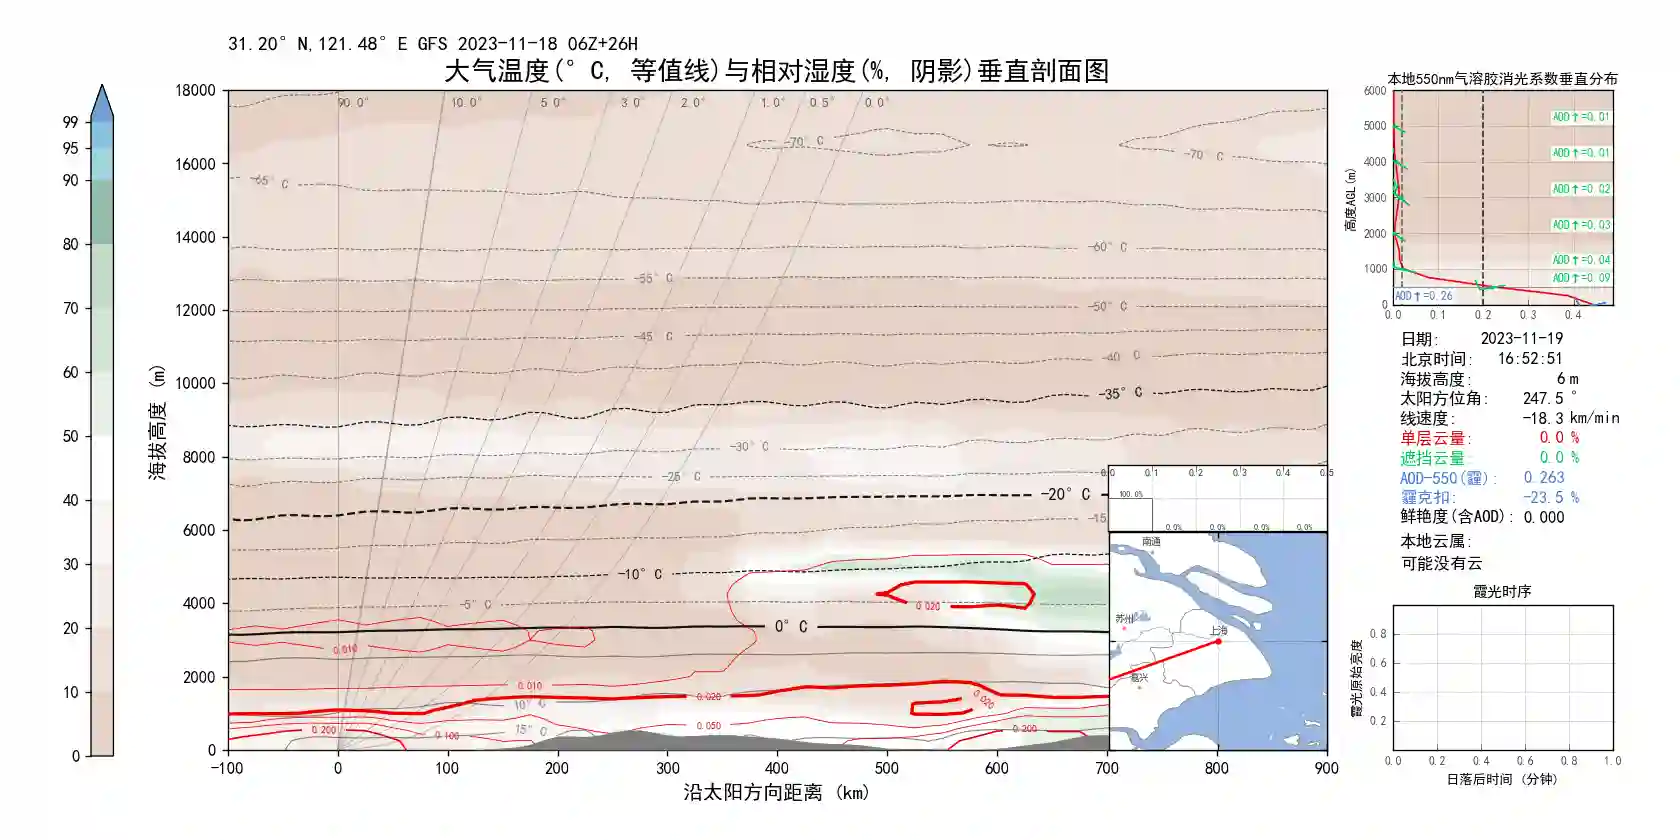 31.20°N,121.48°E GFS 2023-11-18 06Z+26H
大气温度(°C, 等值线)与相对湿度(%, 阴影)垂直剖面图
99
95
90
80
70
60
50
40
30
20
10
0
海拔高度 (m)
18000
16000
14000
12000
10000
8000
6000
4000
2000
0
90.0°
10.0°
5.0°
3.0°
2.0°
1.0°
0.5°
0.0°
-70°C
-70°C
-65°C
-60°C
-55°C
-50°C
-45°C
-40°C
-35°C
-30°C
-25°C
-20°C
-15
-10°C
-5°C
0°C
10°C
15°C
0.020
0.010
0.010
0.020
0.020
0.050
0.200
0.100
0.200
-100
0
100
200
300
400
500
600
700
800
900
沿太阳方向距离 (km)
0.0
0.1
0.2
0.3
0.4
0.5
100.0%
0.0%
0.0%
0.0%
0.0%
南通
苏州
上海
嘉兴
本地550nm气溶胶消光系数垂直分布
高度AGL(m)
6000
5000
4000
3000
2000
1000
0
AOD↑=0.01
AOD↑=0.01
AOD↑=0.02
AOD↑=0.03
AOD↑=0.04
AOD↑=0.09
AOD↑=0.26
0.0
0.1
0.2
0.3
0.4
日期: 2023-11-19
北京时间: 16:52:51
海拔高度: 6 m
太阳方位角: 247.5 °
线速度: -18.3 km/min
单层云量: 0.0 %
遮挡云量: 0.0 %
AOD-550(霾): 0.263
霾克扣: -23.5 %
鲜艳度(含AOD): 0.000
本地云属:
可能没有云
霞光时序
霞光原始亮度
0.8
0.6
0.4
0.2
0.0
0.2
0.4
0.6
0.8
1.0
日落后时间 (分钟)